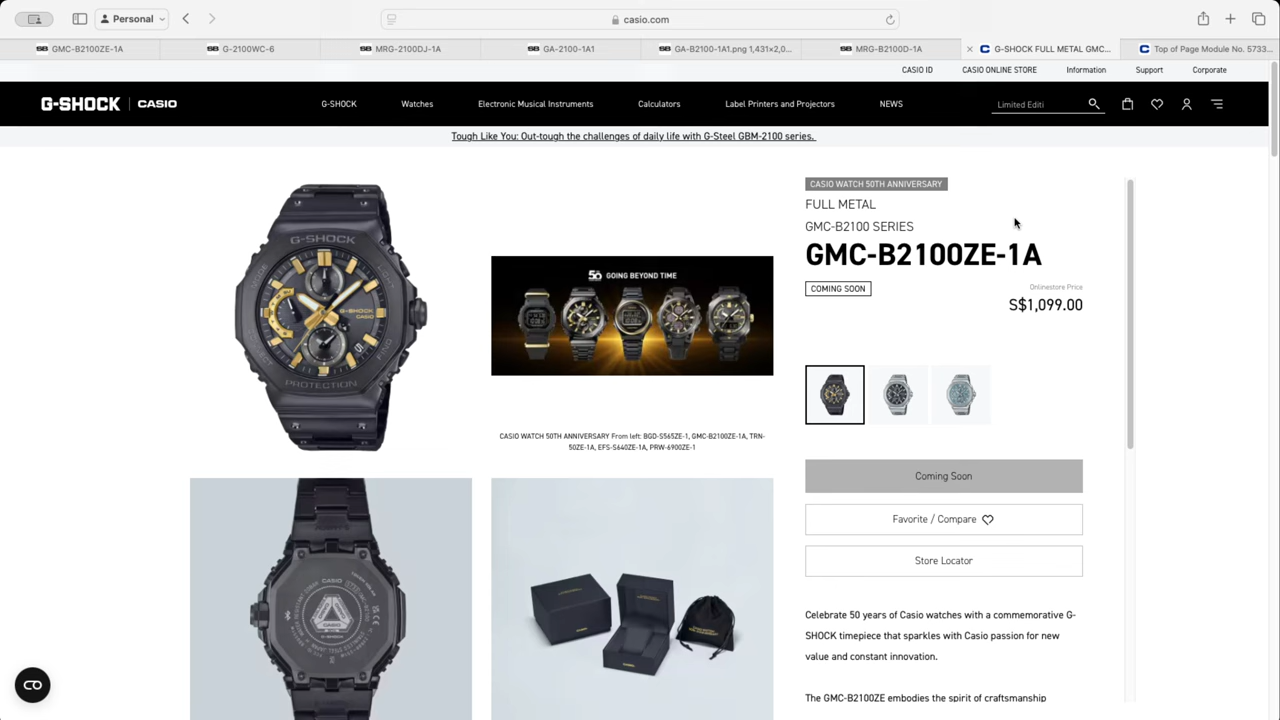 Personal
casio.com
GMC-B2100ZE-1A
G-2100WC-6
MRG-2100DJ-1A
GA-2100-1A1
GA-B2100-1A1.png 1,431×2,0...
MRG-B2100D-1A
G-SHOCK FULL METAL GMC...
Top of Page Module No. 5733...
CASIO ID
CASIO ONLINE STORE
Information
Support
Corporate
G-SHOCK | CASIO
G-SHOCK
Watches
Electronic Musical Instruments
Calculators
Label Printers and Projectors
NEWS
Limited Editi
Tough Like You: Out-tough the challenges of daily life with G-Steel GBM-2100 series.
CASIO WATCH 50TH ANNIVERSARY
FULL METAL
GMC-B2100 SERIES
GMC-B2100ZE-1A
COMING SOON
Onlinestore Price
S$1,099.00
G-SHOCK
G-SHOCK
CASIO
PROTECTION
50 GOING BEYOND TIME
CASIO WATCH 50TH ANNIVERSARY From left: BGD-S565ZE-1, GMC-B2100ZE-1A, TRN-
50ZE-1A, EFS-S640ZE-1A, PRW-6900ZE-1
Coming Soon
Favorite / Compare
Store Locator
Celebrate 50 years of Casio watches with a commemorative G-
SHOCK timepiece that sparkles with Casio passion for new
value and constant innovation.
The GMC-B2100ZE embodies the spirit of craftsmanship
CASIO